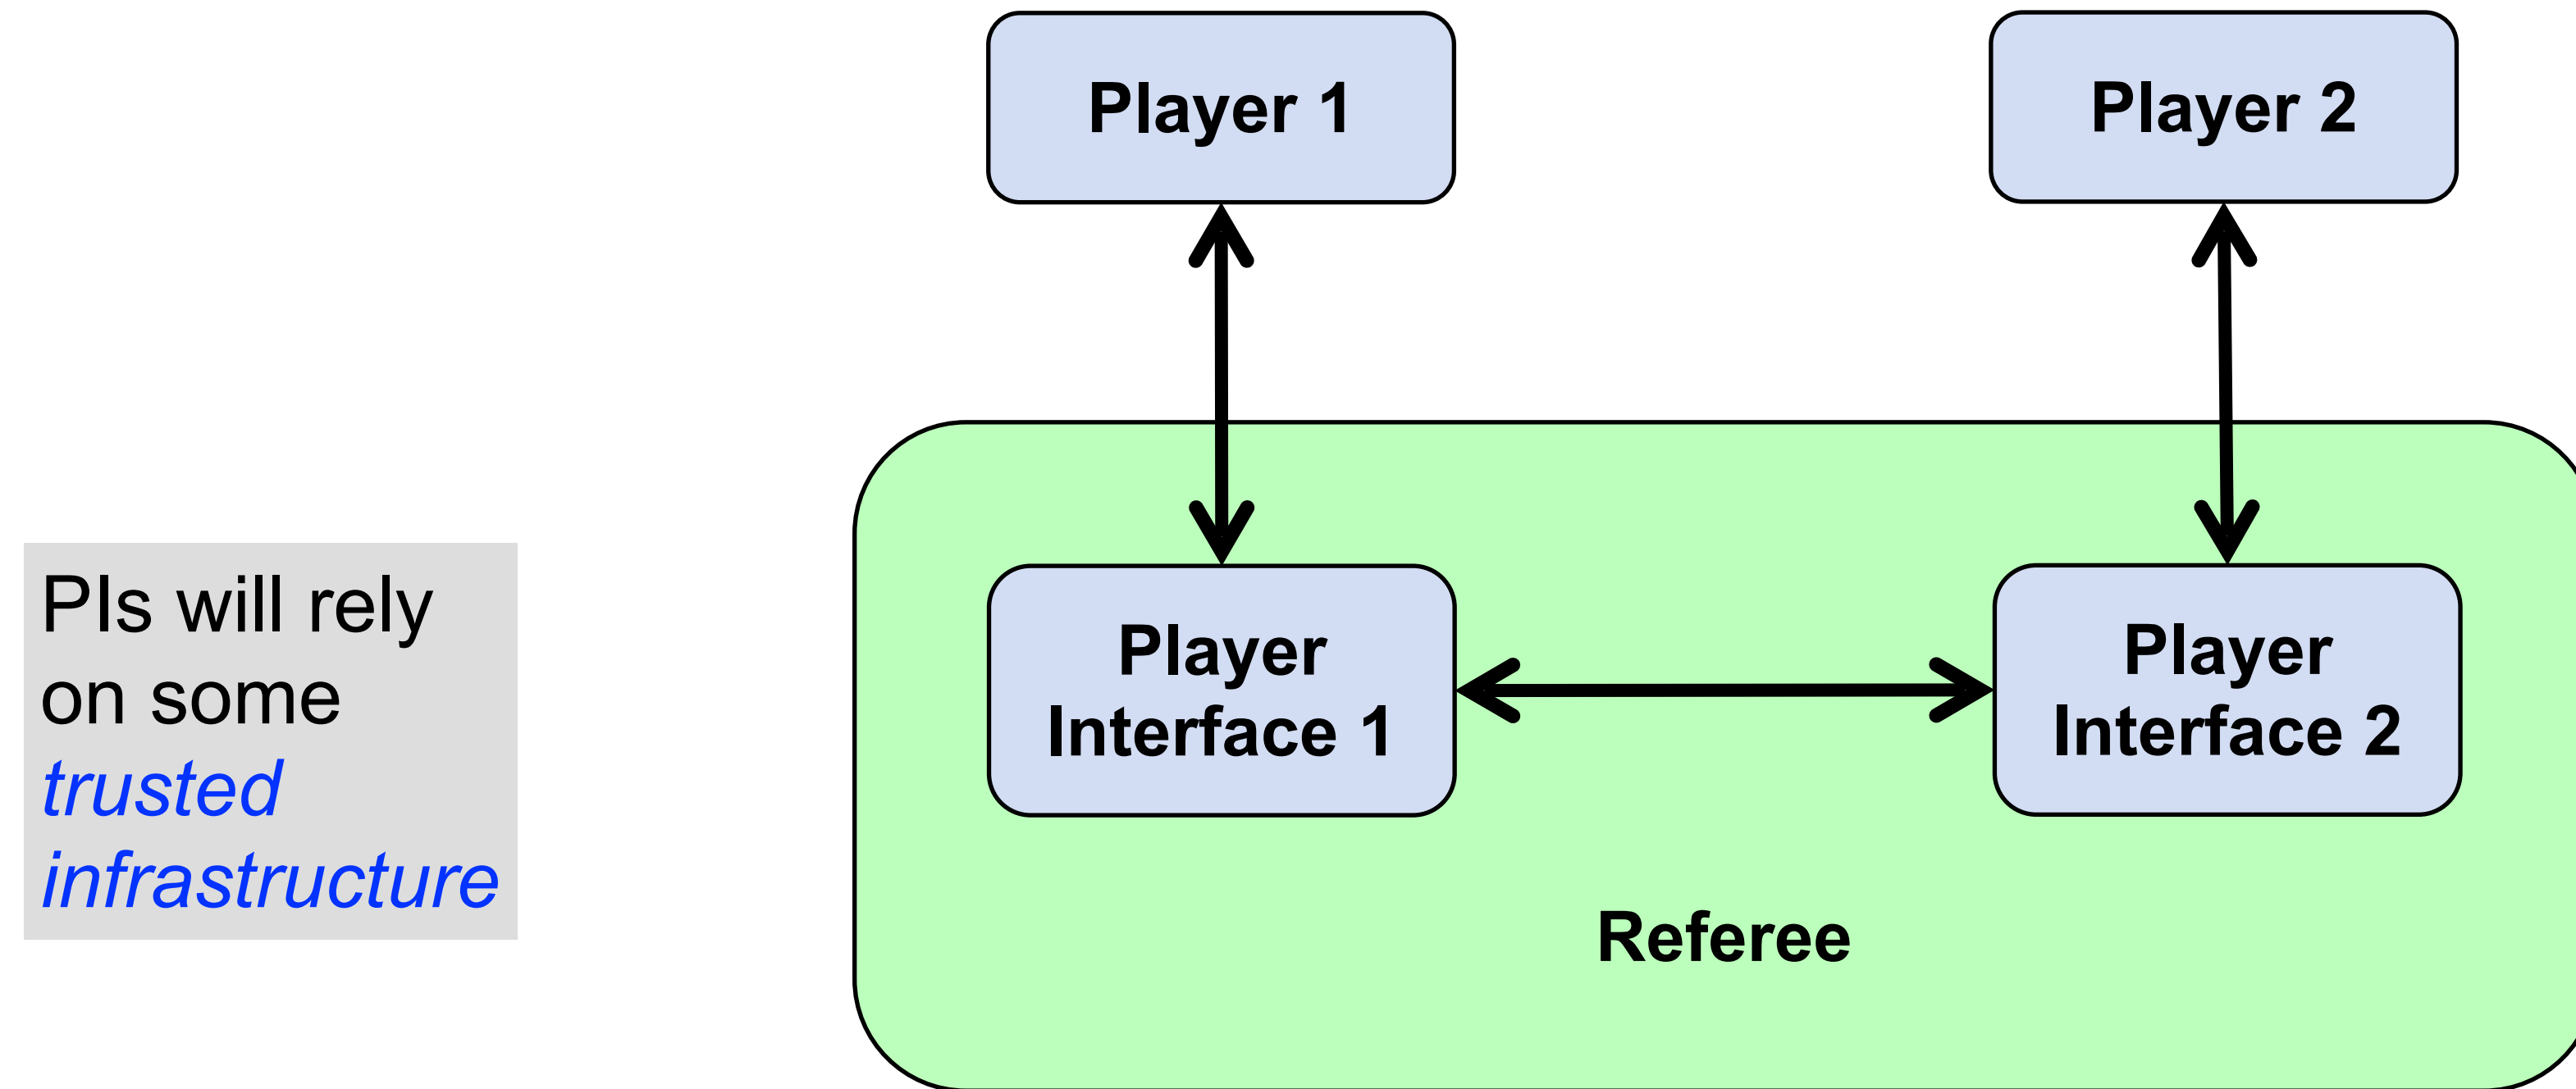 Player 1
Player 2
PIs will rely
on some
trusted
infrastructure
Player
Interface 1
Player
Interface 2
Referee